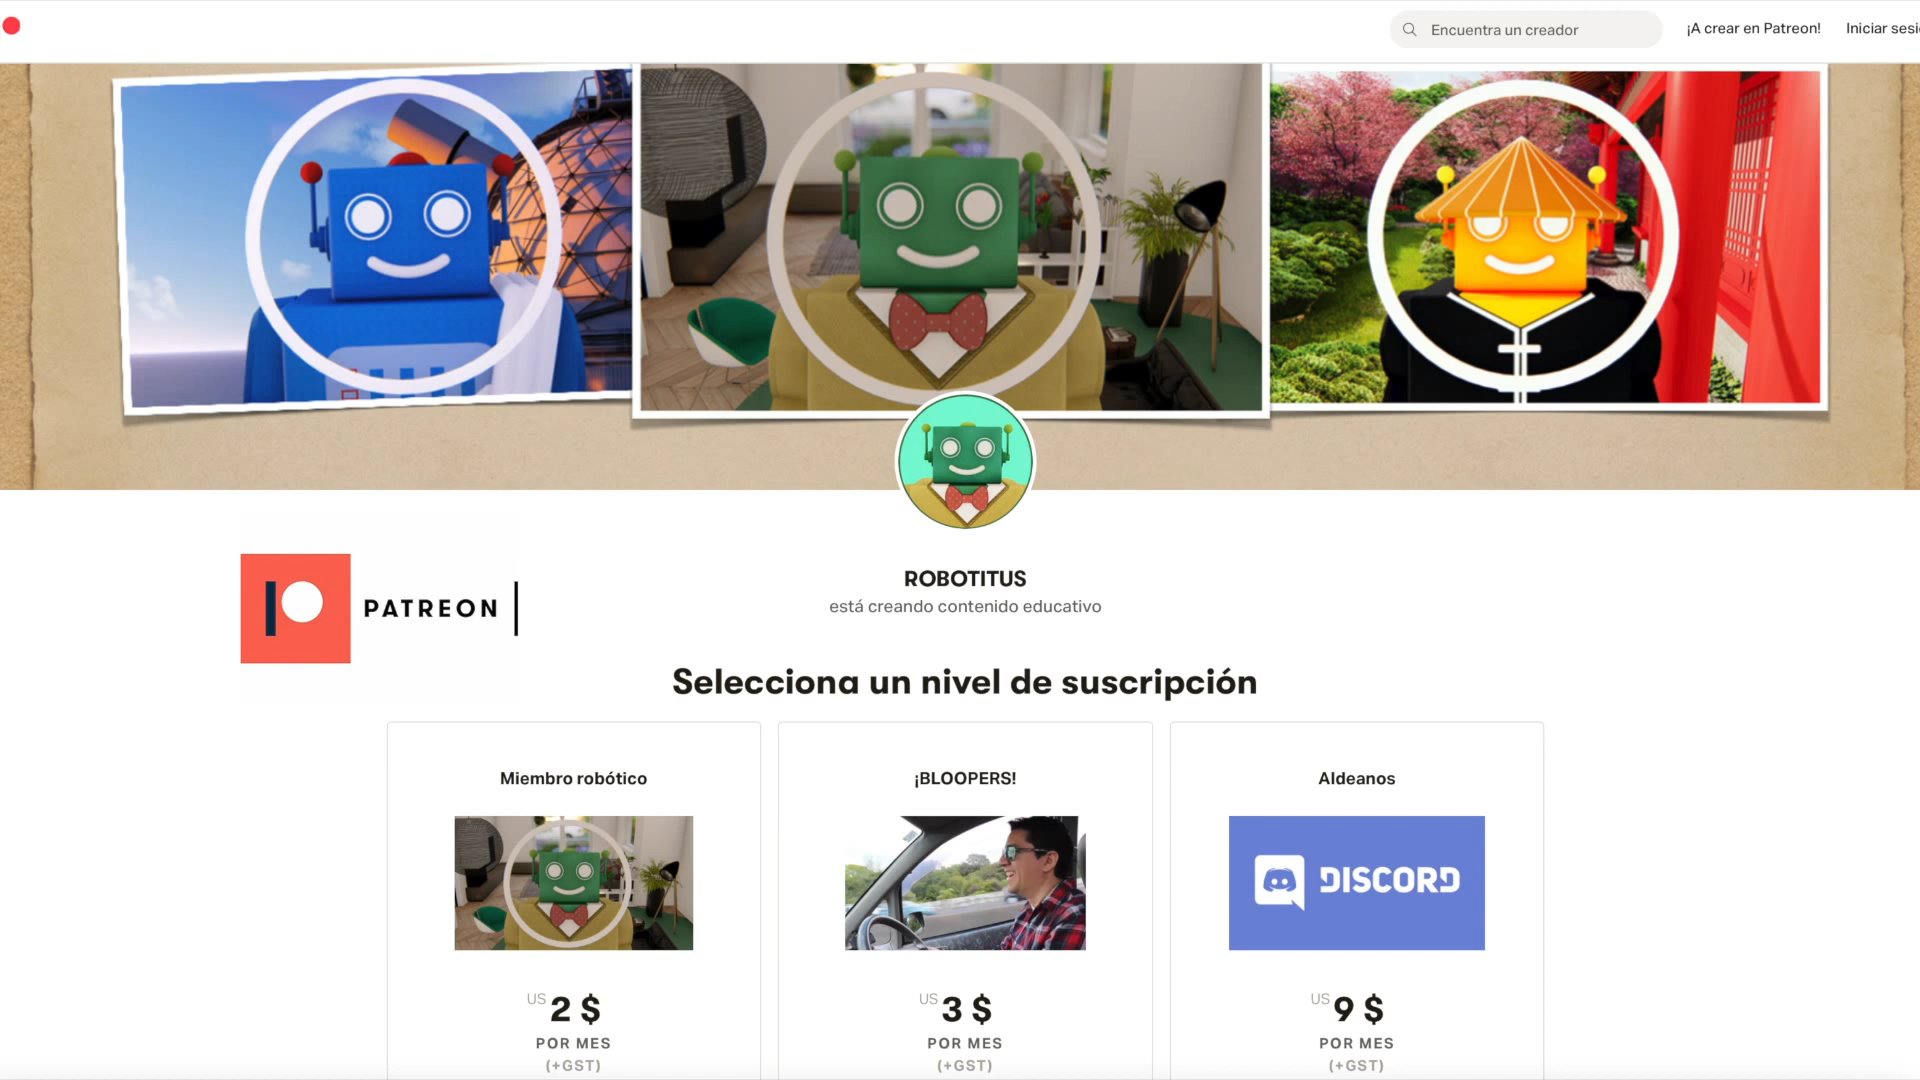 Encuentra un creador
¡A crear en Patreon!
Iniciar sesi
ROBOTITUS
está creando contenido educativo
PATREON
Selecciona un nivel de suscripción
Miembro robótico
¡BLOOPERS!
Aldeanos
DISCORD
US 2 $
US 3 $
US 9 $
POR MES
POR MES
POR MES
(+GST)
(+GST)
(+GST)